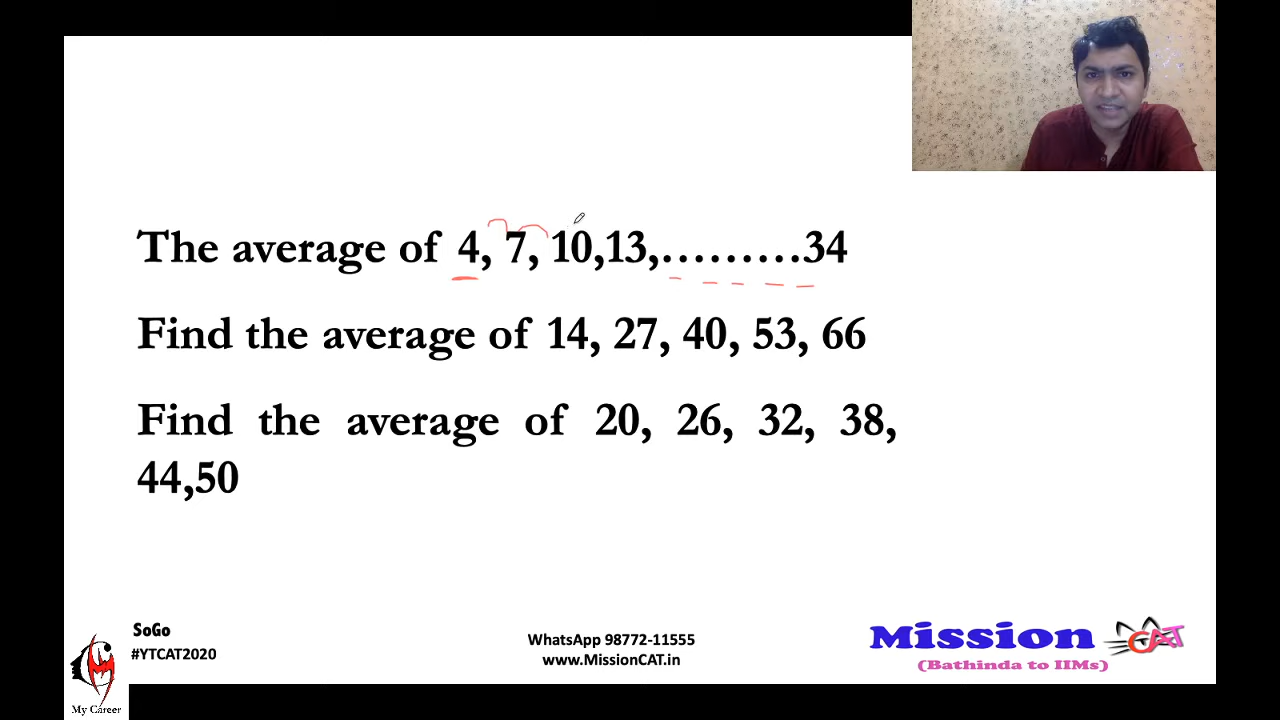 The average of 4, 7, 10,13,.........34
Find the average of 14, 27, 40, 53, 66
Find the average of 20, 26, 32, 38,
44,50
SoGo
#YTCAT2020
My Career
WhatsApp 98772-11555
www.MissionCAT.in
Mission CAT
(Bathinda to IIMs)